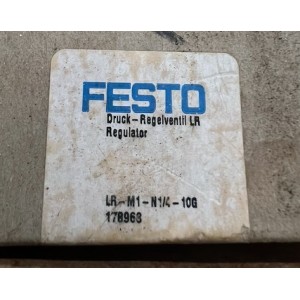 FESTO
Druck-Regelventil LR
Regulator
LR-M1-N1/4-10G
178963